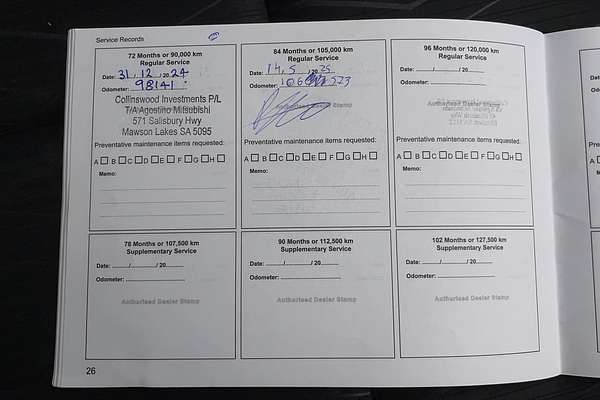 Service Records
72 Months or 90,000 km
Regular Service
Date: 31 / 12 / 20 24
Odometer: 98141
Collinswood Investments P/L
T/A Agostino Mitsubishi
571 Salisbury Hwy
Mawson Lakes SA 5095
Preventative maintenance items requested:
A B C D E F G H
Memo:
84 Months or 105,000 km
Regular Service
Date: 14 / 5 / 20 25
Odometer:
Preventative maintenance items requested:
A B C D E F G H
Memo:
96 Months or 120,000 km
Regular Service
Date: ......../......../ 20........
Odometer:
Authorised Dealer Stamp
Preventative maintenance items requested:
A B C D E F G H
Memo:
78 Months or 107,500 km
Supplementary Service
Date: ......../......../ 20........
Odometer:
Authorised Dealer Stamp
90 Months or 112,500 km
Supplementary Service
Date: ......../......../ 20........
Odometer:
Authorised Dealer Stamp
102 Months or 127,500 km
Supplementary Service
Date: ......../......../ 20........
Odometer:
Authorised Dealer Stamp
26